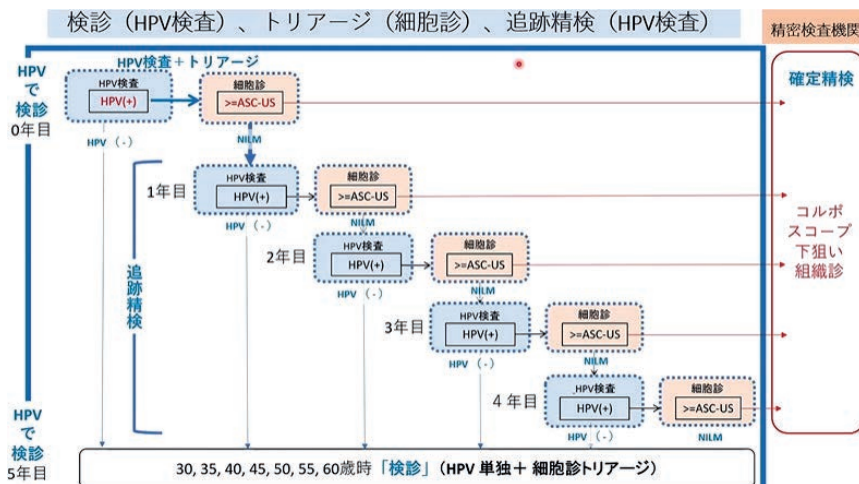 検診（HPV検査）、トリアージ（細胞診）、追跡精検（HPV検査）
精密検査機関
HPV検査＋トリアージ
HPVで検診
0年目
HPV検査
HPV(+)
細胞診
>=ASC-US
確定精検
HPV（-）
NILM
1年目
HPV検査
HPV(+)
細胞診
>=ASC-US
HPV（-）
NILM
2年目
HPV検査
HPV(+)
細胞診
>=ASC-US
コルポ
スコープ
下狙い
組織診
追跡精検
HPV（-）
NILM
3年目
HPV検査
HPV(+)
細胞診
>=ASC-US
HPV（-）
NILM
4年目
HPV検査
HPV(+)
細胞診
>=ASC-US
HPV（-）
NILM
HPVで検診
5年目
30, 35, 40, 45, 50, 55, 60歳時「検診」（HPV 単独＋ 細胞診トリアージ）